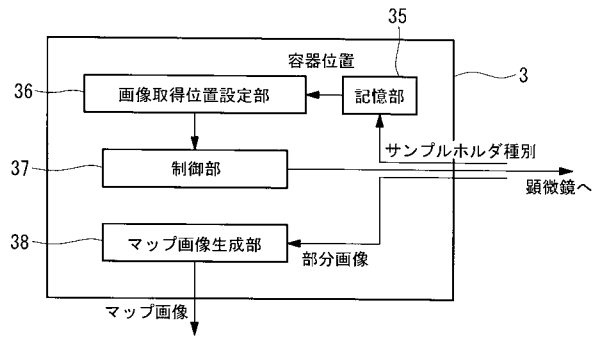 35
容器位置
3
36
画像取得位置設定部
記憶部
サンプルホルダ種別
37
制御部
顕微鏡へ
38
マップ画像生成部
部分画像
マップ画像